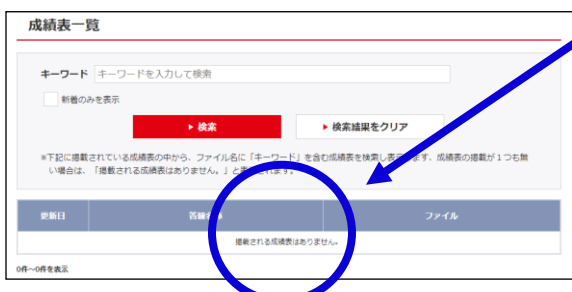 成績表一覧
キーワード キーワードを入力して検索
新着のみを表示
▶ 検索 ▶ 検索結果をクリア
※下記に掲載されている成績表の中から、ファイル名に「キーワード」を含む成績表を検索し表示します、成績表の掲載が１つも無
い場合は、「掲載される成績表はありません。」と表示されます。
更新日 ファイル
掲載される成績表はありません。
0件～0件を表示